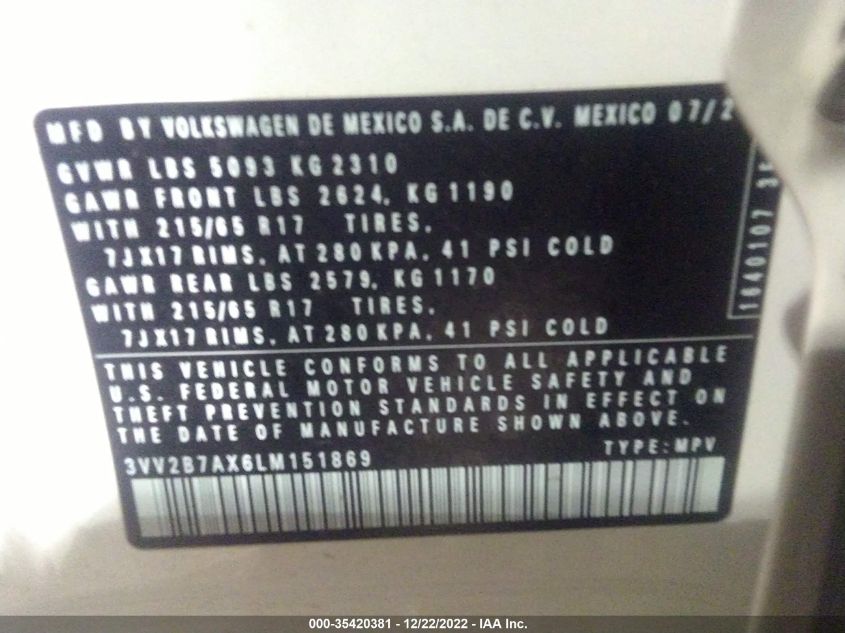 MFD BY VOLKSWAGEN DE MEXICO S.A. DE C.V. MEXICO 07/2
GVWR LBS 5093 KG 2310
GAWR FRONT LBS 2624, KG 1190
WITH 215/65 R17 TIRES,
7JX17 RIMS, AT 280 KPA, 41 PSI COLD
GAWR REAR LBS 2579, KG 1170
WITH 215/65 R17 TIRES,
7JX17 RIMS, AT 280 KPA, 41 PSI COLD
THIS VEHICLE CONFORMS TO ALL APPLICABLE
U.S. FEDERAL MOTOR VEHICLE SAFETY AND
THEFT PREVENTION STANDARDS IN EFFECT ON
THE DATE OF MANUFACTURE SHOWN ABOVE.
3VV2B7AX6LM151869 TYPE: MPV
1640107
000-35420381 - 12/22/2022 - IAA Inc.